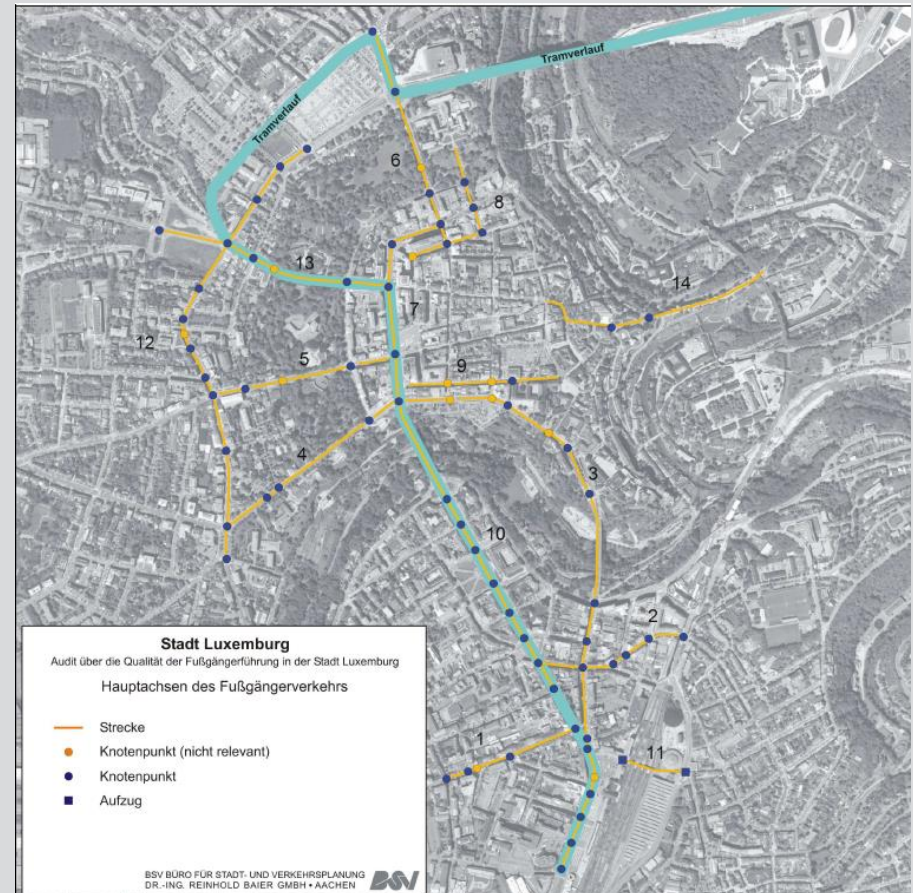 Tramverlauf
Tramverlauf
6
8
13
7
14
12
5
9
4
3
10
2
1
11
Stadt Luxemburg
Audit über die Qualität der Fußgängerführung in der Stadt Luxemburg
Hauptachsen des Fußgängerverkehrs
Strecke
Knotenpunkt (nicht relevant)
Knotenpunkt
Aufzug
BSV BÜRO FÜR STADT- UND VERKEHRSPLANUNG
DR.-ING. REINHOLD BAIER GMBH • AACHEN
BSV